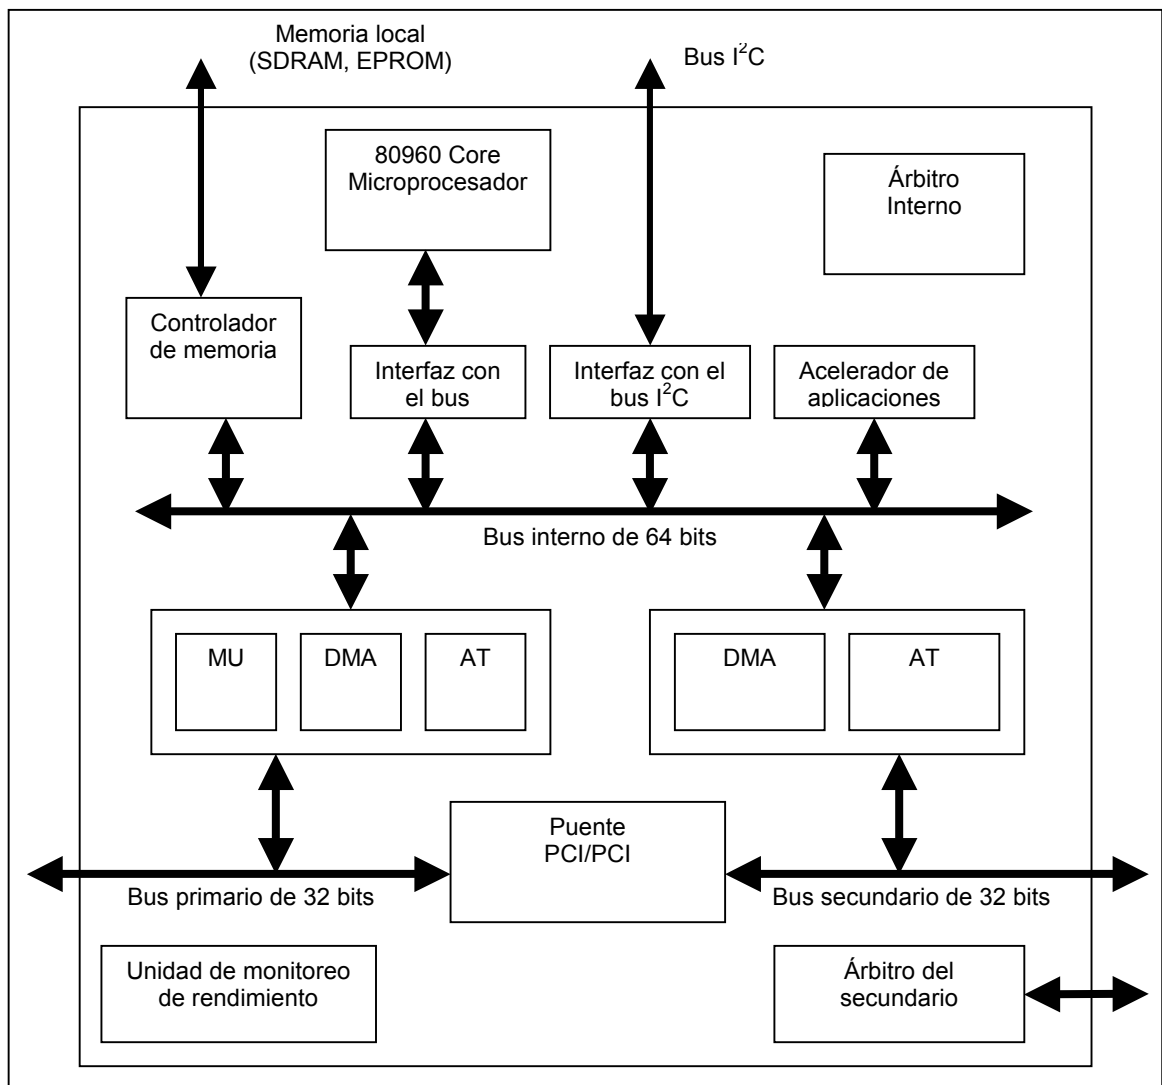 Memoria local
(SDRAM, EPROM)
Bus I²C
80960 Core
Microprocesador
Árbitro
Interno
Controlador
de memoria
Interfaz con
el bus
Interfaz con el
bus I²C
Acelerador de
aplicaciones
Bus interno de 64 bits
MU
DMA
AT
DMA
AT
Puente
PCI/PCI
Bus primario de 32 bits
Bus secundario de 32 bits
Unidad de monitoreo
de rendimiento
Árbitro del
secundario